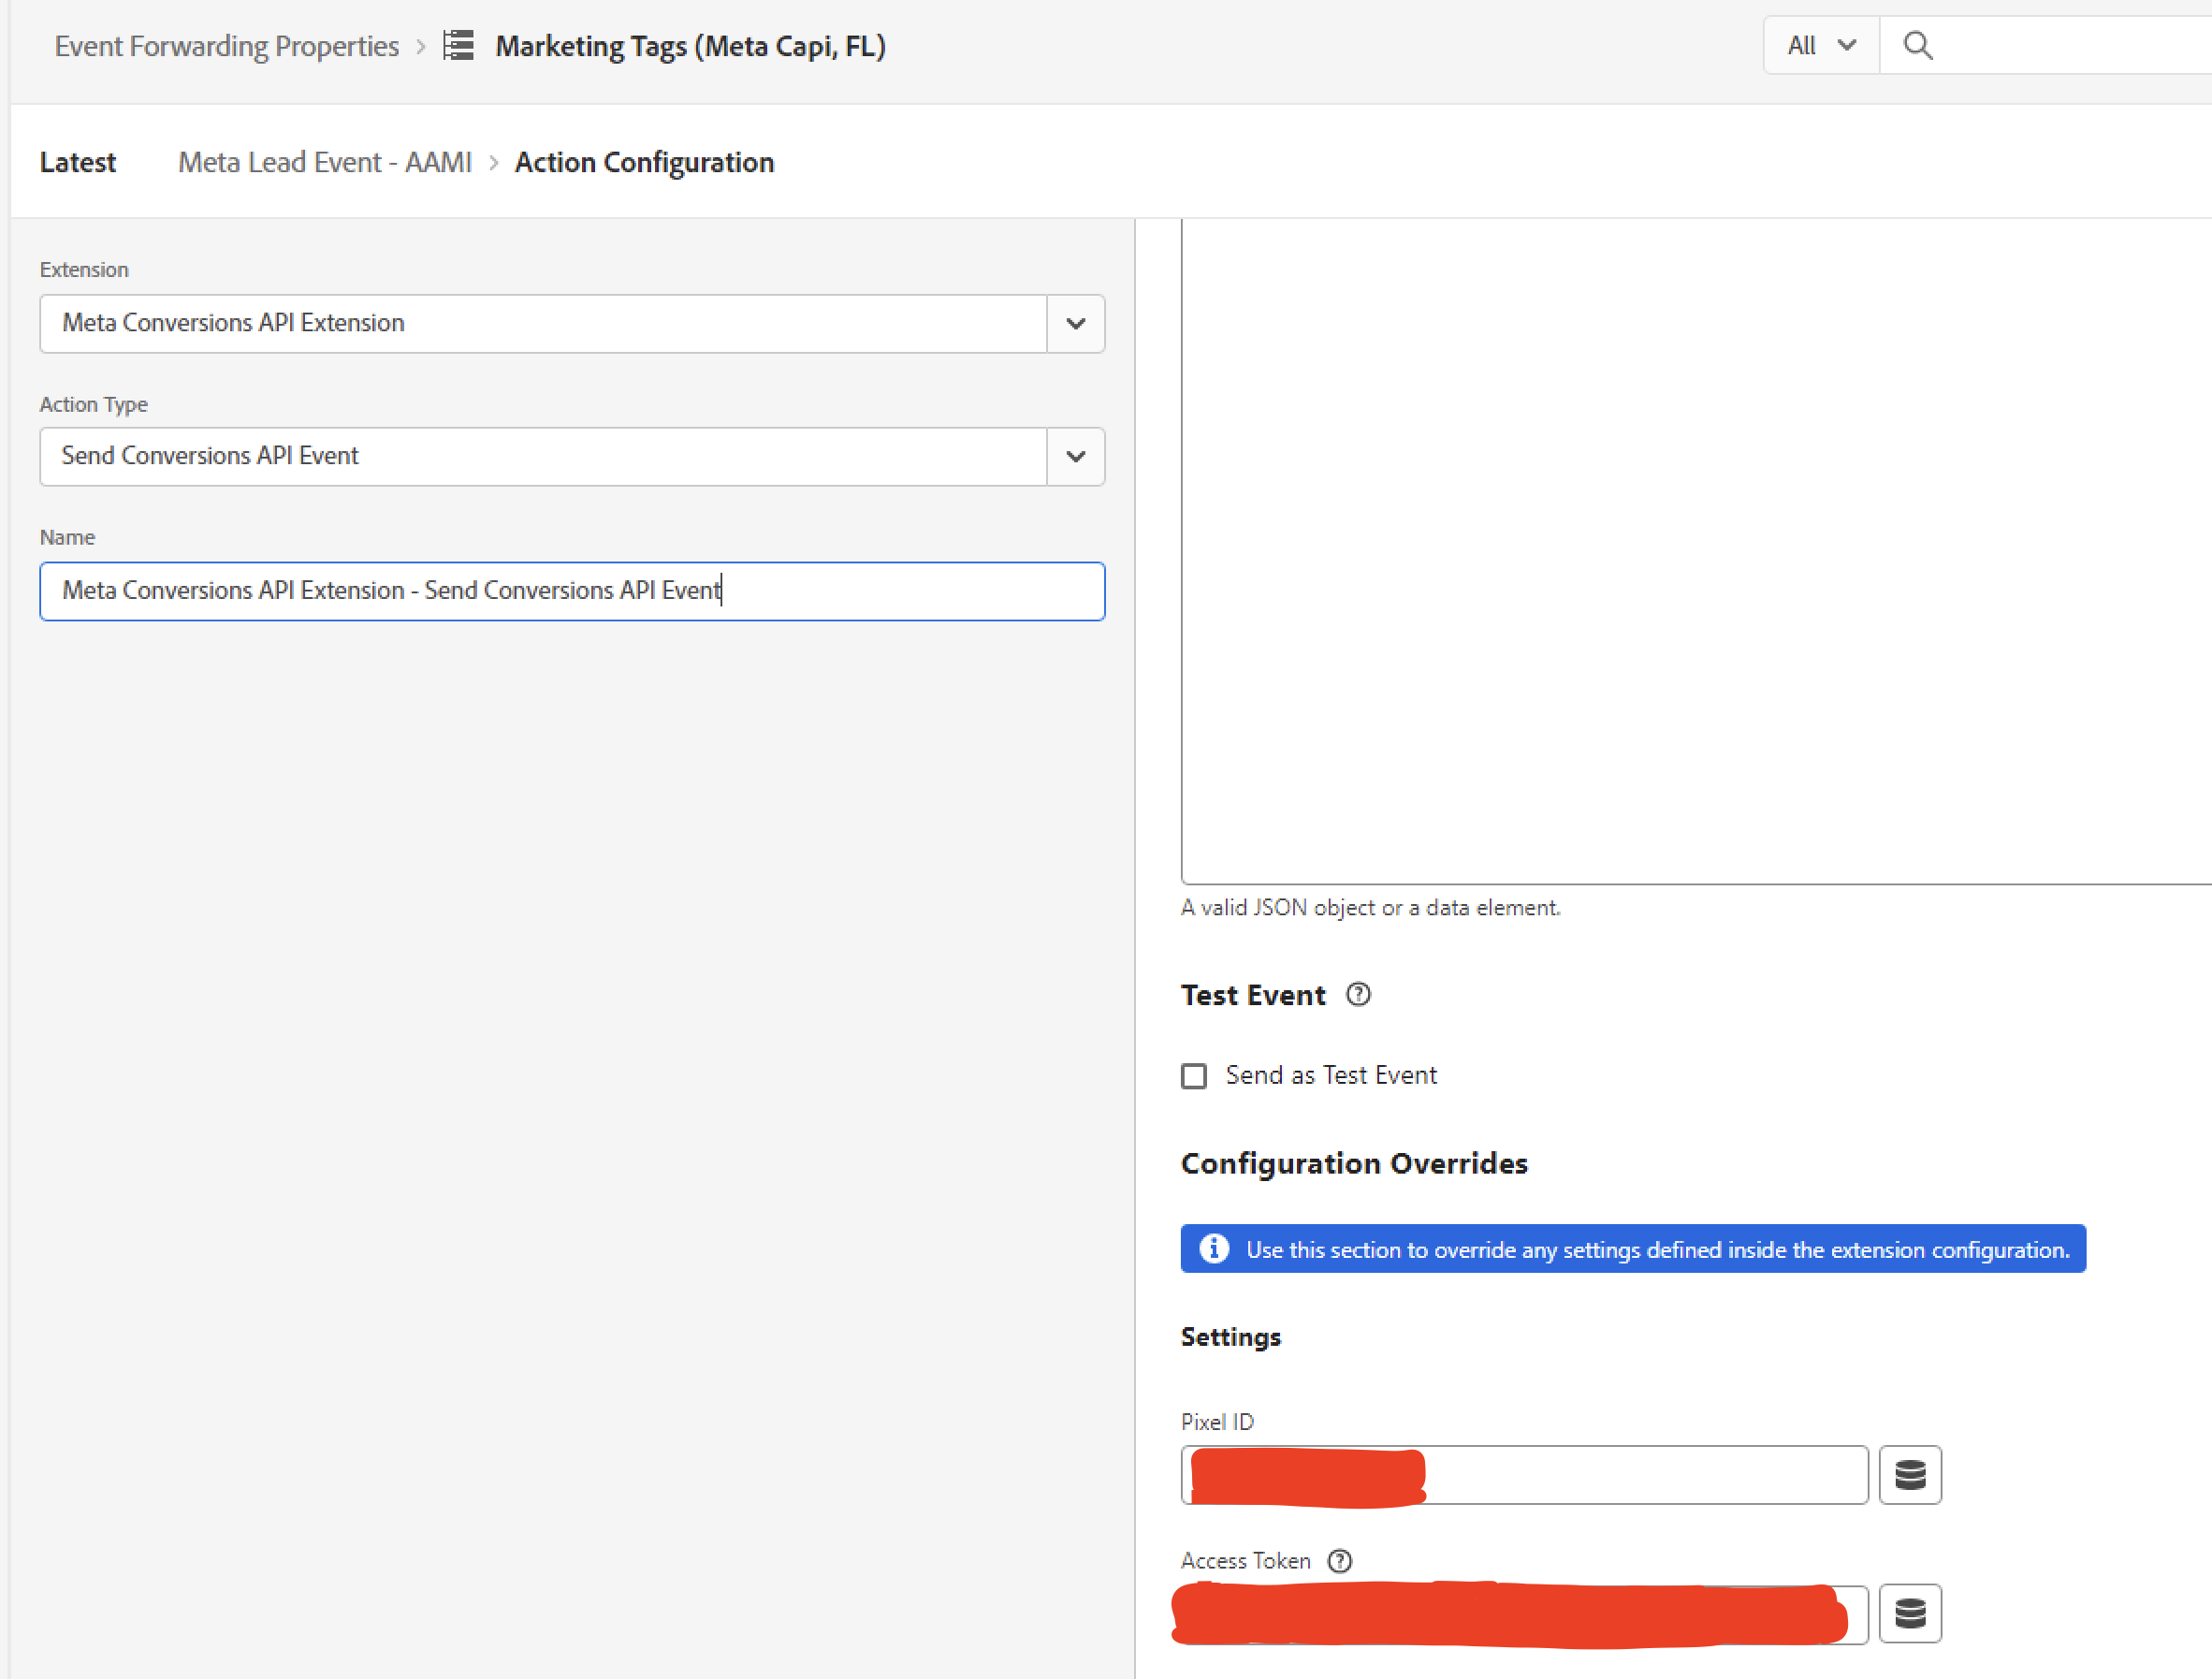 Event Forwarding Properties > Marketing Tags (Meta Capi, FL)
All
Latest Meta Lead Event - AAMI > Action Configuration
Extension
Meta Conversions API Extension
Action Type
Send Conversions API Event
Name
Meta Conversions API Extension - Send Conversions API Event
A valid JSON object or a data element.
Test Event
Send as Test Event
Configuration Overrides
Use this section to override any settings defined inside the extension configuration.
Settings
Pixel ID
Access Token